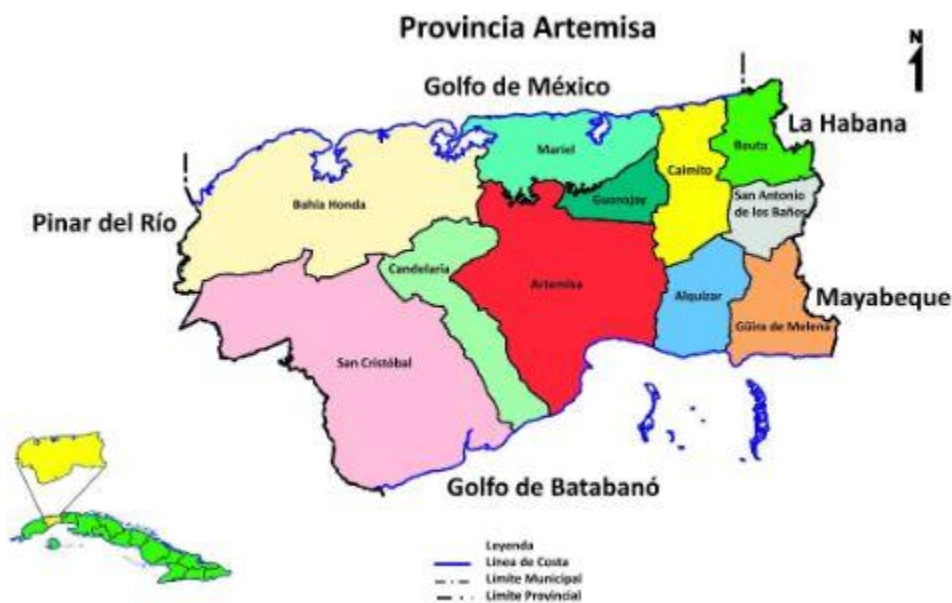 Provincia Artemisa
N
Golfo de México
La Habana
Mariel
Bauta
Caimito
Guanajay
San Antonio
de los Baños
Bahía Honda
Pinar del Río
Candelaria
Artemisa
Alquízar
Mayabeque
Güira de Melena
San Cristóbal
Golfo de Batabanó
Leyenda
Línea de Costa
Límite Municipal
Límite Provincial